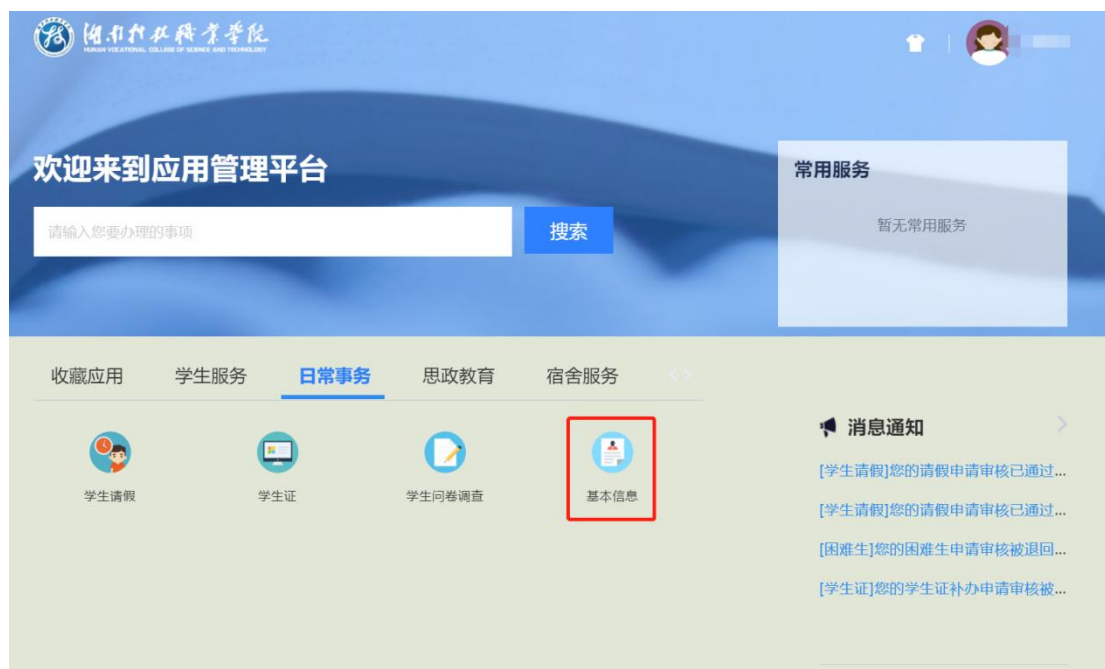 湖南科技职业学院
HUNAN VOCATIONAL COLLEGE OF SCIENCE AND TECHNOLOGY
欢迎来到应用管理平台
请输入您要办理的事项
搜索
常用服务
暂无常用服务
收藏应用 学生服务 日常事务 思政教育 宿舍服务
学生请假 学生证 学生问卷调查 基本信息
消息通知
[学生请假]您的请假申请审核已通过...
[学生请假]您的请假申请审核已通过...
[困难生]您的困难生申请审核被退回...
[学生证]您的学生证补办申请审核被...